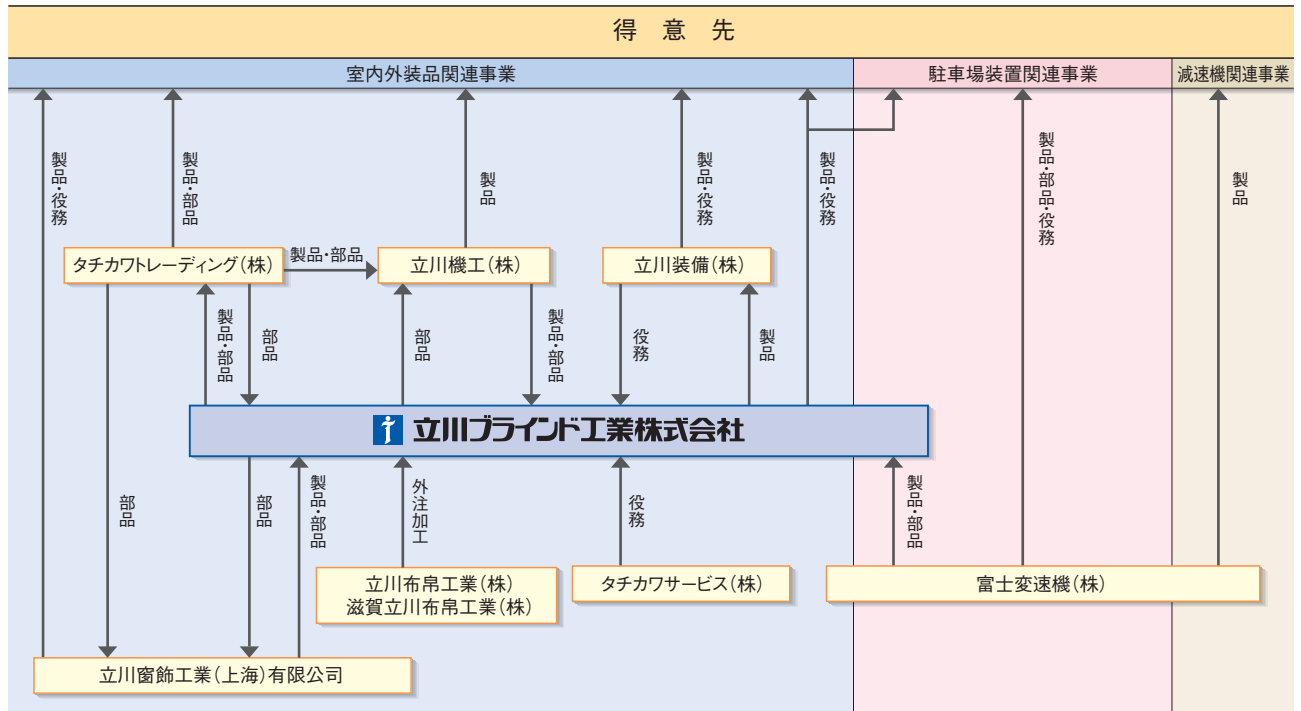 得意先
室内外装品関連事業
駐車場装置関連事業
減速機関連事業
製品・役務
製品・部品
製品
製品・役務
製品・役務
製品・部品・役務
製品
タチカワトレーディング(株)
製品・部品
立川機工(株)
立川装備(株)
製品・部品
部品
部品
製品・部品
役務
製品
立川ブラインド工業株式会社
部品
部品
製品・部品
外注加工
役務
製品・部品
立川布帛工業(株)
滋賀立川布帛工業(株)
タチカワサービス(株)
富士変速機(株)
立川窗飾工業(上海)有限公司